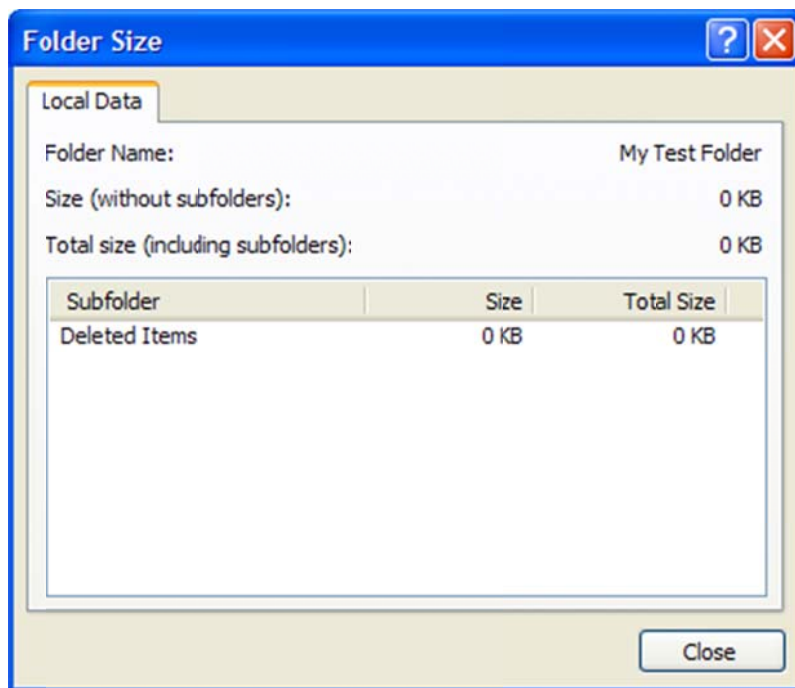 Folder Size
Local Data
Folder Name: My Test Folder
Size (without subfolders): 0 KB
Total size (including subfolders): 0 KB
Subfolder Size Total Size
Deleted Items 0 KB 0 KB
Close